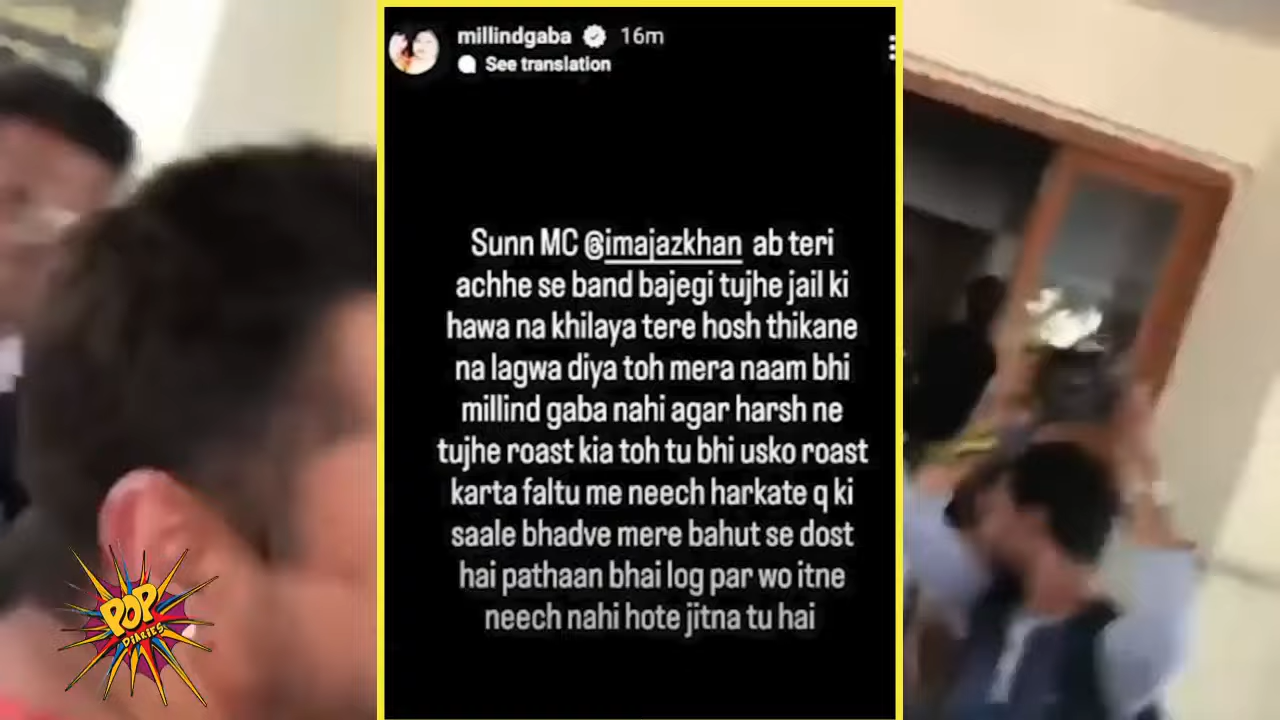 millindgaba 16m
See translation
Sunn MC @imajazkhan ab teri
achhe se band bajegi tujhe jail ki
hawa na khilaya tere hosh thikane
na lagwa diya toh mera naam bhi
millind gaba nahi agar harsh ne
tujhe roast kia toh tu bhi usko roast
karta faltu me neech harkate q ki
saale bhadve mere bahut se dost
hai pathaan bhai log par wo itne
neech nahi hote jitna tu hai
POP
DiARiES